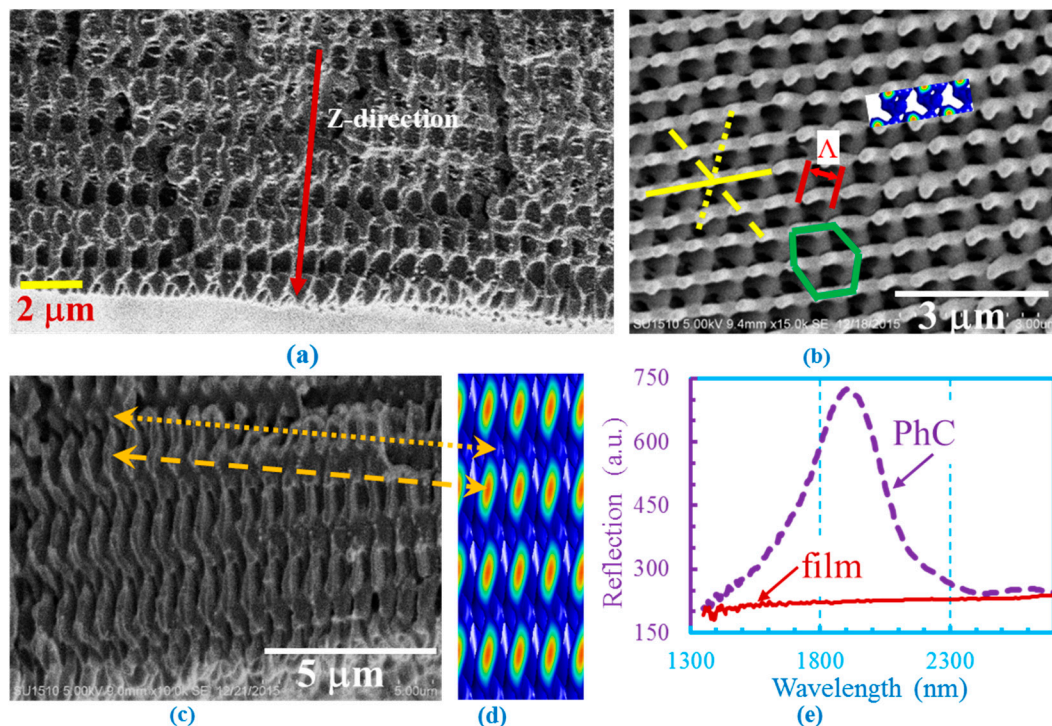 Z-direction
2 μm
(a)
Λ
3 μm
SU1510 5.00kV 9.4mm x15.0k SE 12/18/2015
3.00um
(b)
5 μm
SU1510 5.00kV 9.0mm x10.0k SE 12/21/2015
5.00um
(c)
(d)
750
600
450
300
150
Reflection (a.u.)
PhC
film
1300
1800
2300
Wavelength (nm)
(e)